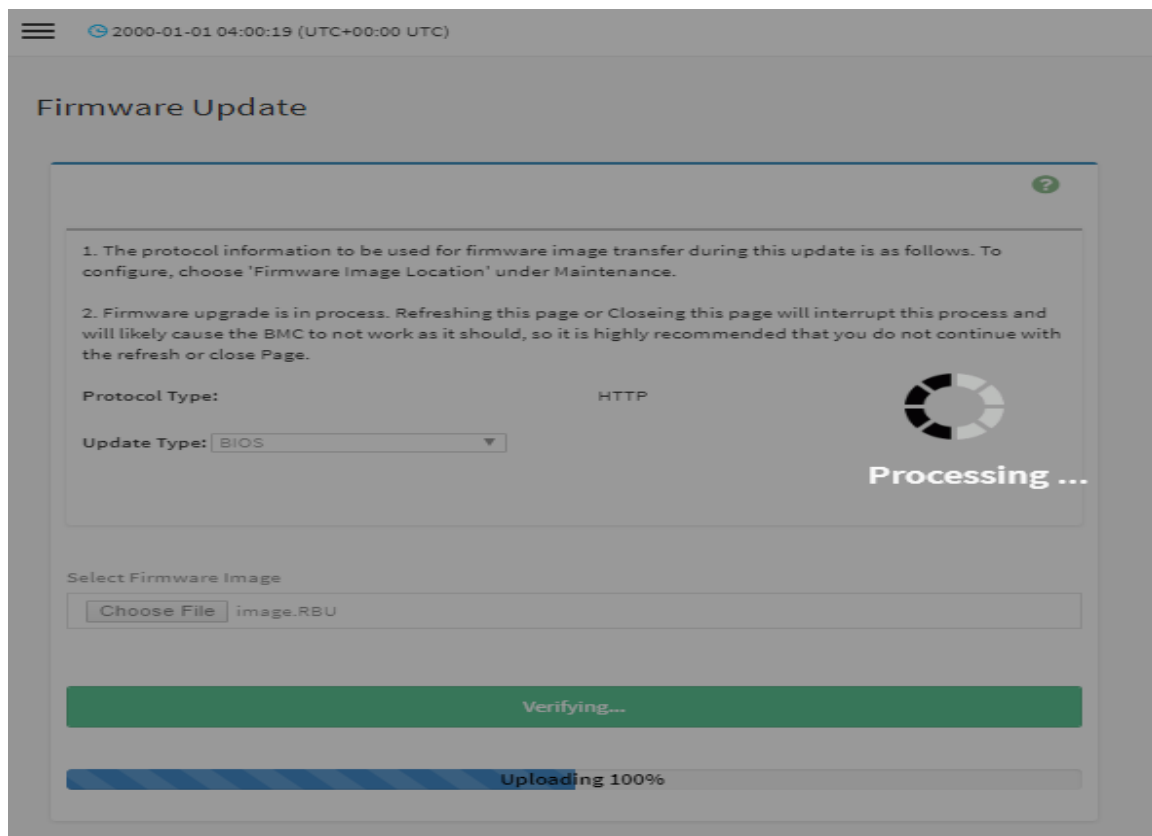 2000-01-01 04:00:19 (UTC+00:00 UTC)
Firmware Update
?
1. The protocol information to be used for firmware image transfer during this update is as follows. To
configure, choose 'Firmware Image Location' under Maintenance.
2. Firmware upgrade is in process. Refreshing this page or Closeing this page will interrupt this process and
will likely cause the BMC to not work as it should, so it is highly recommended that you do not continue with
the refresh or close Page.
Protocol Type: HTTP
Update Type: BIOS
Processing ...
Select Firmware Image
Choose File image.RBU
Verifying...
Uploading 100%